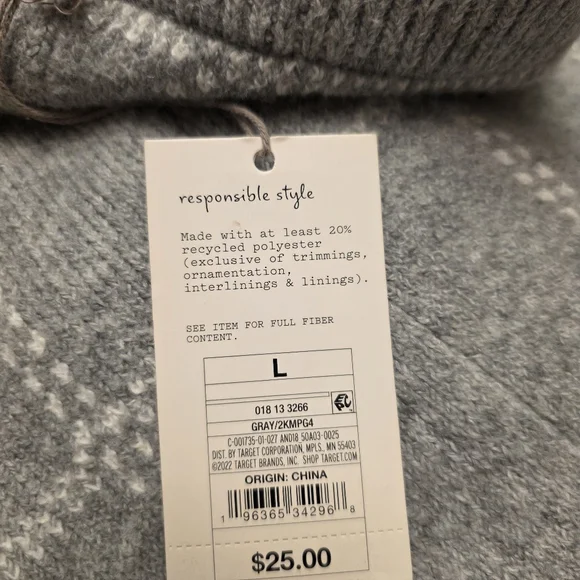 responsible style
Made with at least 20%
recycled polyester
(exclusive of trimmings,
ornamentation,
interlinings & linings).
SEE ITEM FOR FULL FIBER
CONTENT.
L
018 13 3266
GRAY/2KMPG4
C-001735-01-027 AND18 50A03-0025
DIST. BY TARGET CORPORATION, MPLS., MN 55403
©2022 TARGET BRANDS, INC. SHOP TARGET.COM
ORIGIN: CHINA
1 96365 34296 8
$25.00